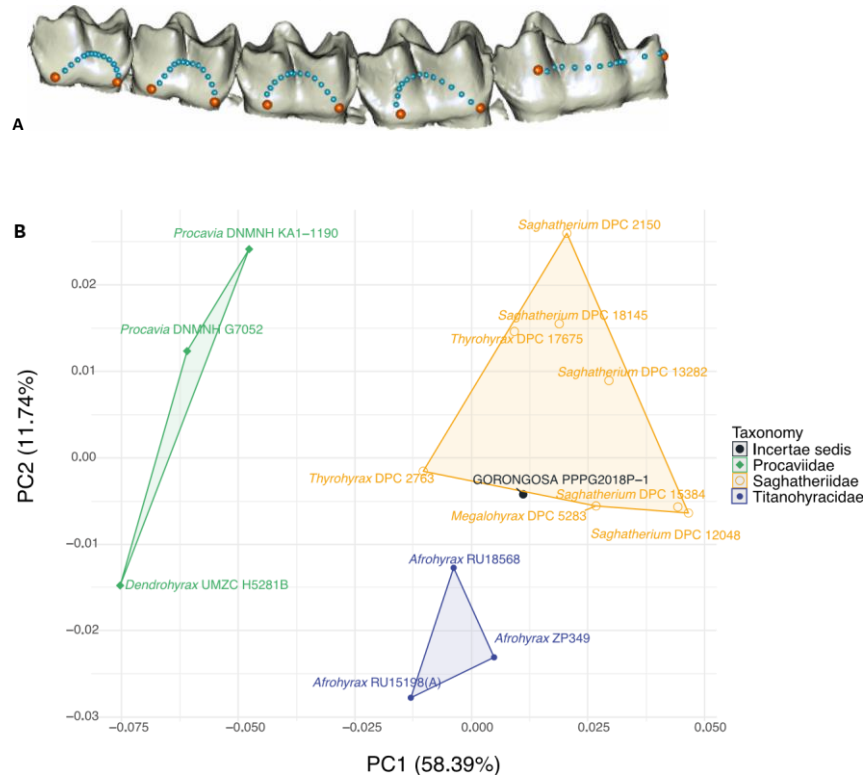 A
B
Procavia DNMNH KA1–1190
Saghatherium DPC 2150
0.02
Procavia DNMNH G7052
Saghatherium DPC 18145
Thyrohyrax DPC 17675
0.01
Saghatherium DPC 13282
Taxonomy
Incertae sedis
Procaviidae
Saghatheriidae
Titanohyracidae
PC2 (11.74%)
0.00
Thyrohyrax DPC 2763
GORONGOSA PPPG2018P–1
Saghatherium DPC 15384
Megalohyrax DPC 5283
Saghatherium DPC 12048
−0.01
Afrohyrax RU18568
Dendrohyrax UMZC H5281B
−0.02
Afrohyrax ZP349
Afrohyrax RU15198(A)
−0.03
−0.075
−0.050
−0.025
0.000
0.025
0.050
PC1 (58.39%)